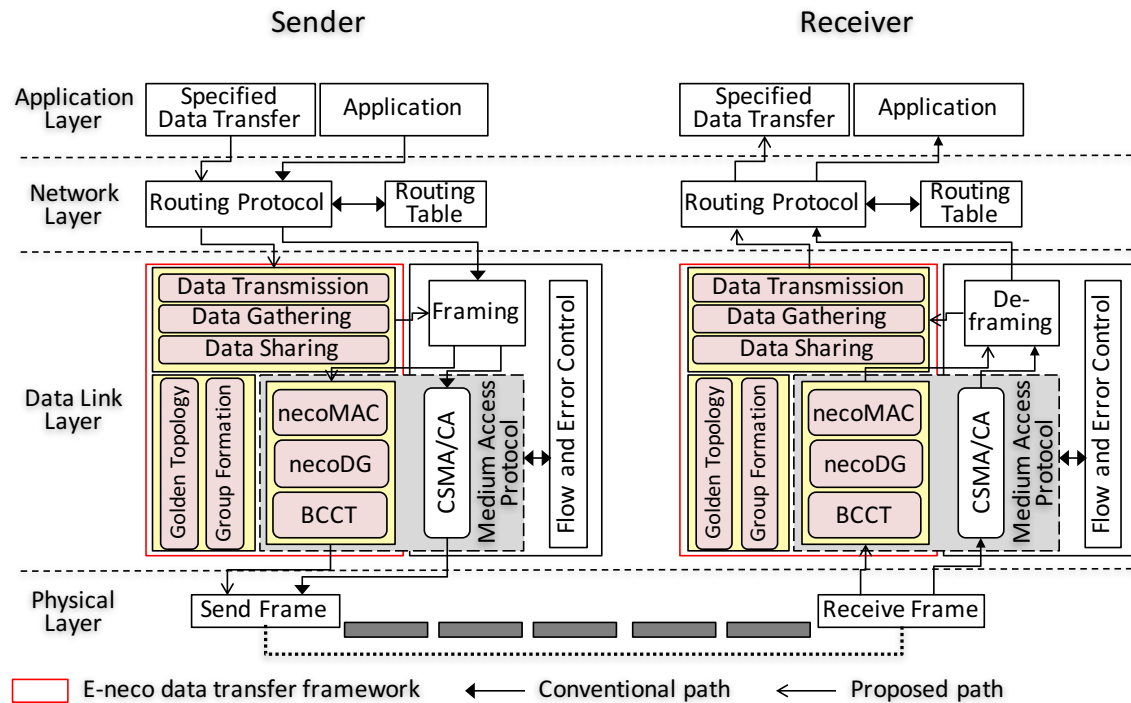 Sender
Receiver
Application
Layer
Specified
Data Transfer
Application
Specified
Data Transfer
Application
Network
Layer
Routing Protocol
Routing
Table
Routing Protocol
Routing
Table
Data Link
Layer
Data Transmission
Data Gathering
Data Sharing
Framing
Flow and Error Control
Golden Topology
Group Formation
necoMAC
necoDG
BCCT
CSMA/CA
Medium Access
Protocol
Data Transmission
Data Gathering
Data Sharing
De-
framing
Flow and Error Control
Golden Topology
Group Formation
necoMAC
necoDG
BCCT
CSMA/CA
Medium Access
Protocol
Physical
Layer
Send Frame
Receive Frame
E-neco data transfer framework
Conventional path
Proposed path